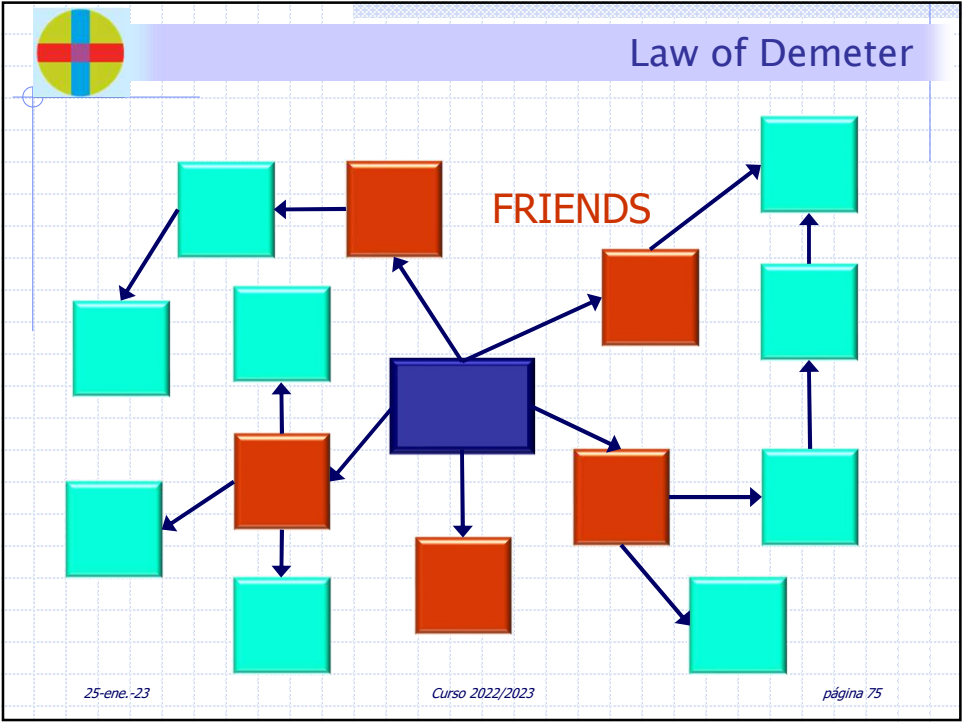 Law of Demeter
FRIENDS
25-ene.-23
Curso 2022/2023
página 75